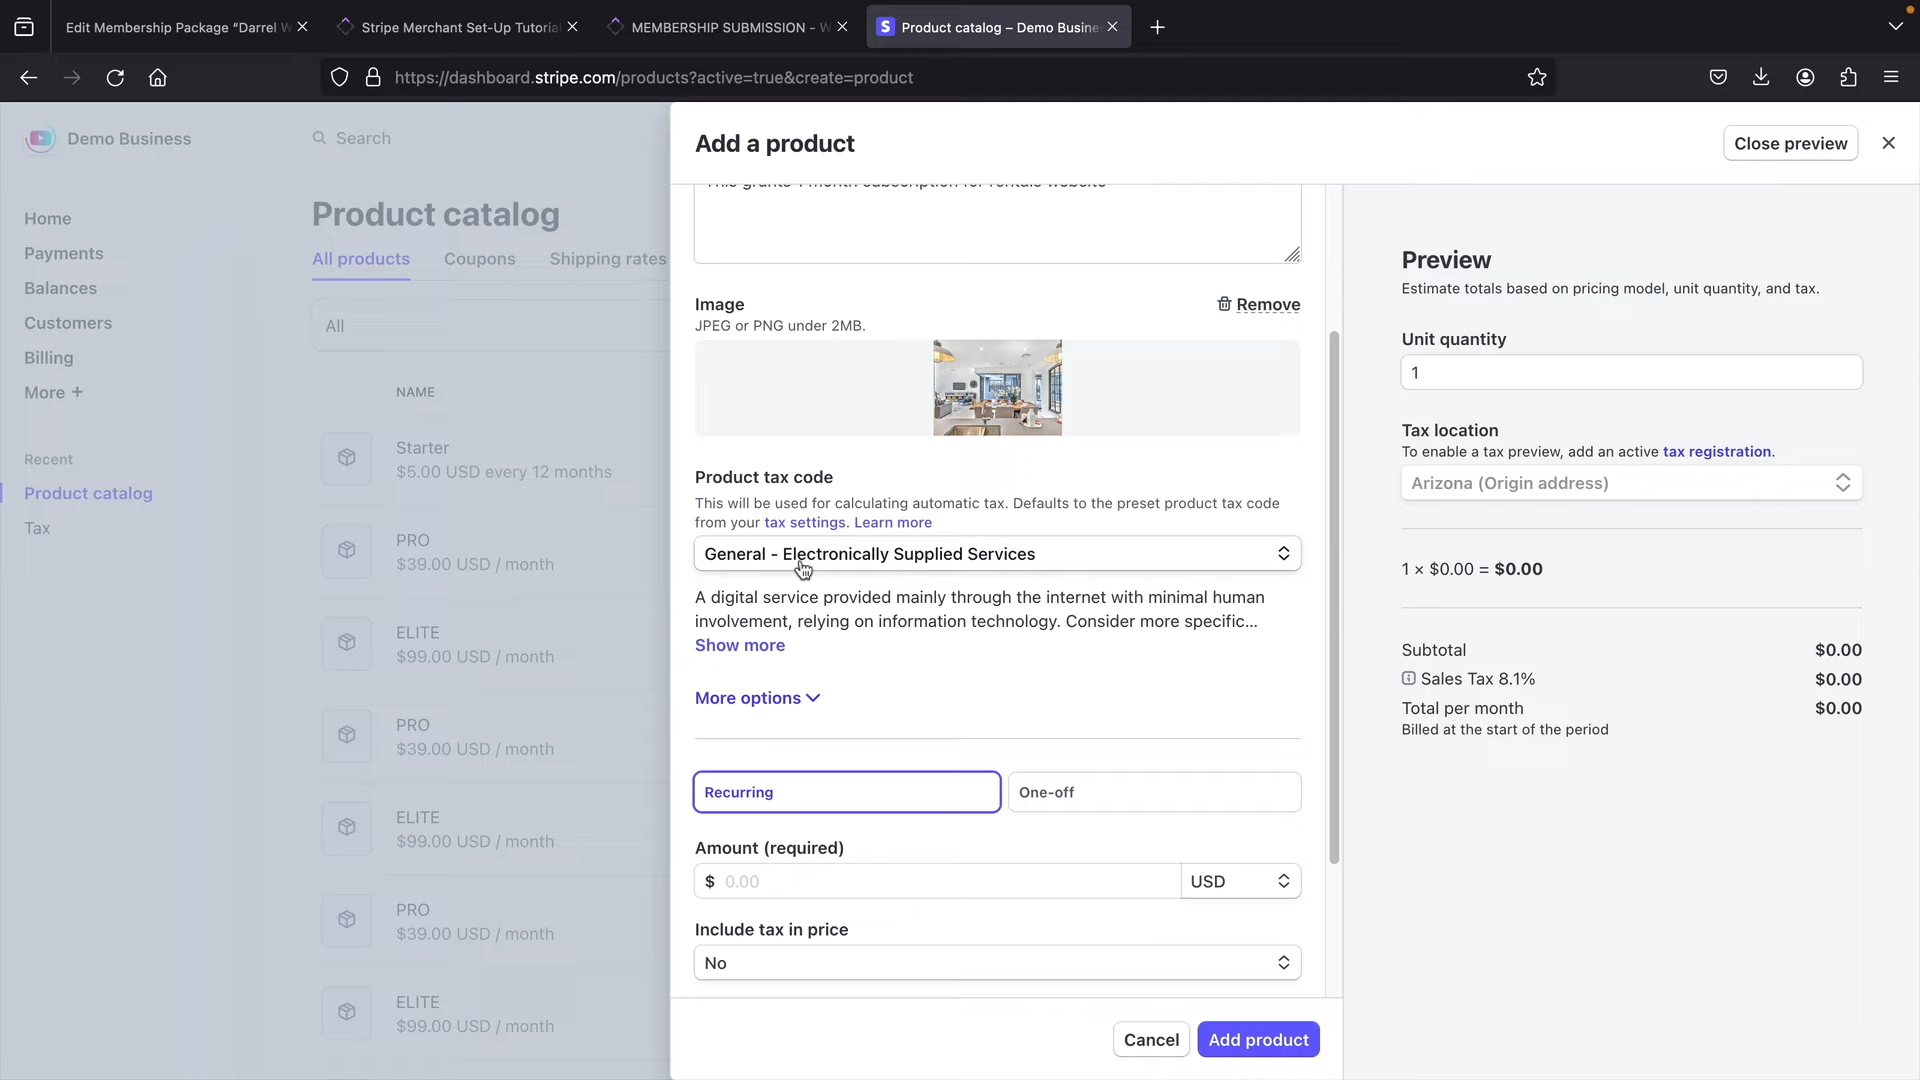 Edit Membership Package “Darrel W
Stripe Merchant Set-Up Tutorial
MEMBERSHIP SUBMISSION - W
S Product catalog – Demo Busine
https://dashboard.stripe.com/products?active=true&create=product
Demo Business
Search
Home
Payments
Balances
Customers
Billing
More +
Recent
Product catalog
Tax
Product catalog
All products Coupons Shipping rates
All
NAME
Starter
$5.00 USD every 12 months
PRO
$39.00 USD / month
ELITE
$99.00 USD / month
PRO
$39.00 USD / month
ELITE
$99.00 USD / month
PRO
$39.00 USD / month
ELITE
$99.00 USD / month
Add a product
Close preview
This grants 1 month subscription for rentals website
Image
Remove
JPEG or PNG under 2MB.
Product tax code
This will be used for calculating automatic tax. Defaults to the preset product tax code
from your tax settings. Learn more
General - Electronically Supplied Services
A digital service provided mainly through the internet with minimal human
involvement, relying on information technology. Consider more specific...
Show more
More options
Recurring
One-off
Amount (required)
$ 0.00
USD
Include tax in price
No
Cancel
Add product
Preview
Estimate totals based on pricing model, unit quantity, and tax.
Unit quantity
1
Tax location
To enable a tax preview, add an active tax registration.
Arizona (Origin address)
1 × $0.00 = $0.00
Subtotal $0.00
Sales Tax 8.1% $0.00
Total per month $0.00
Billed at the start of the period